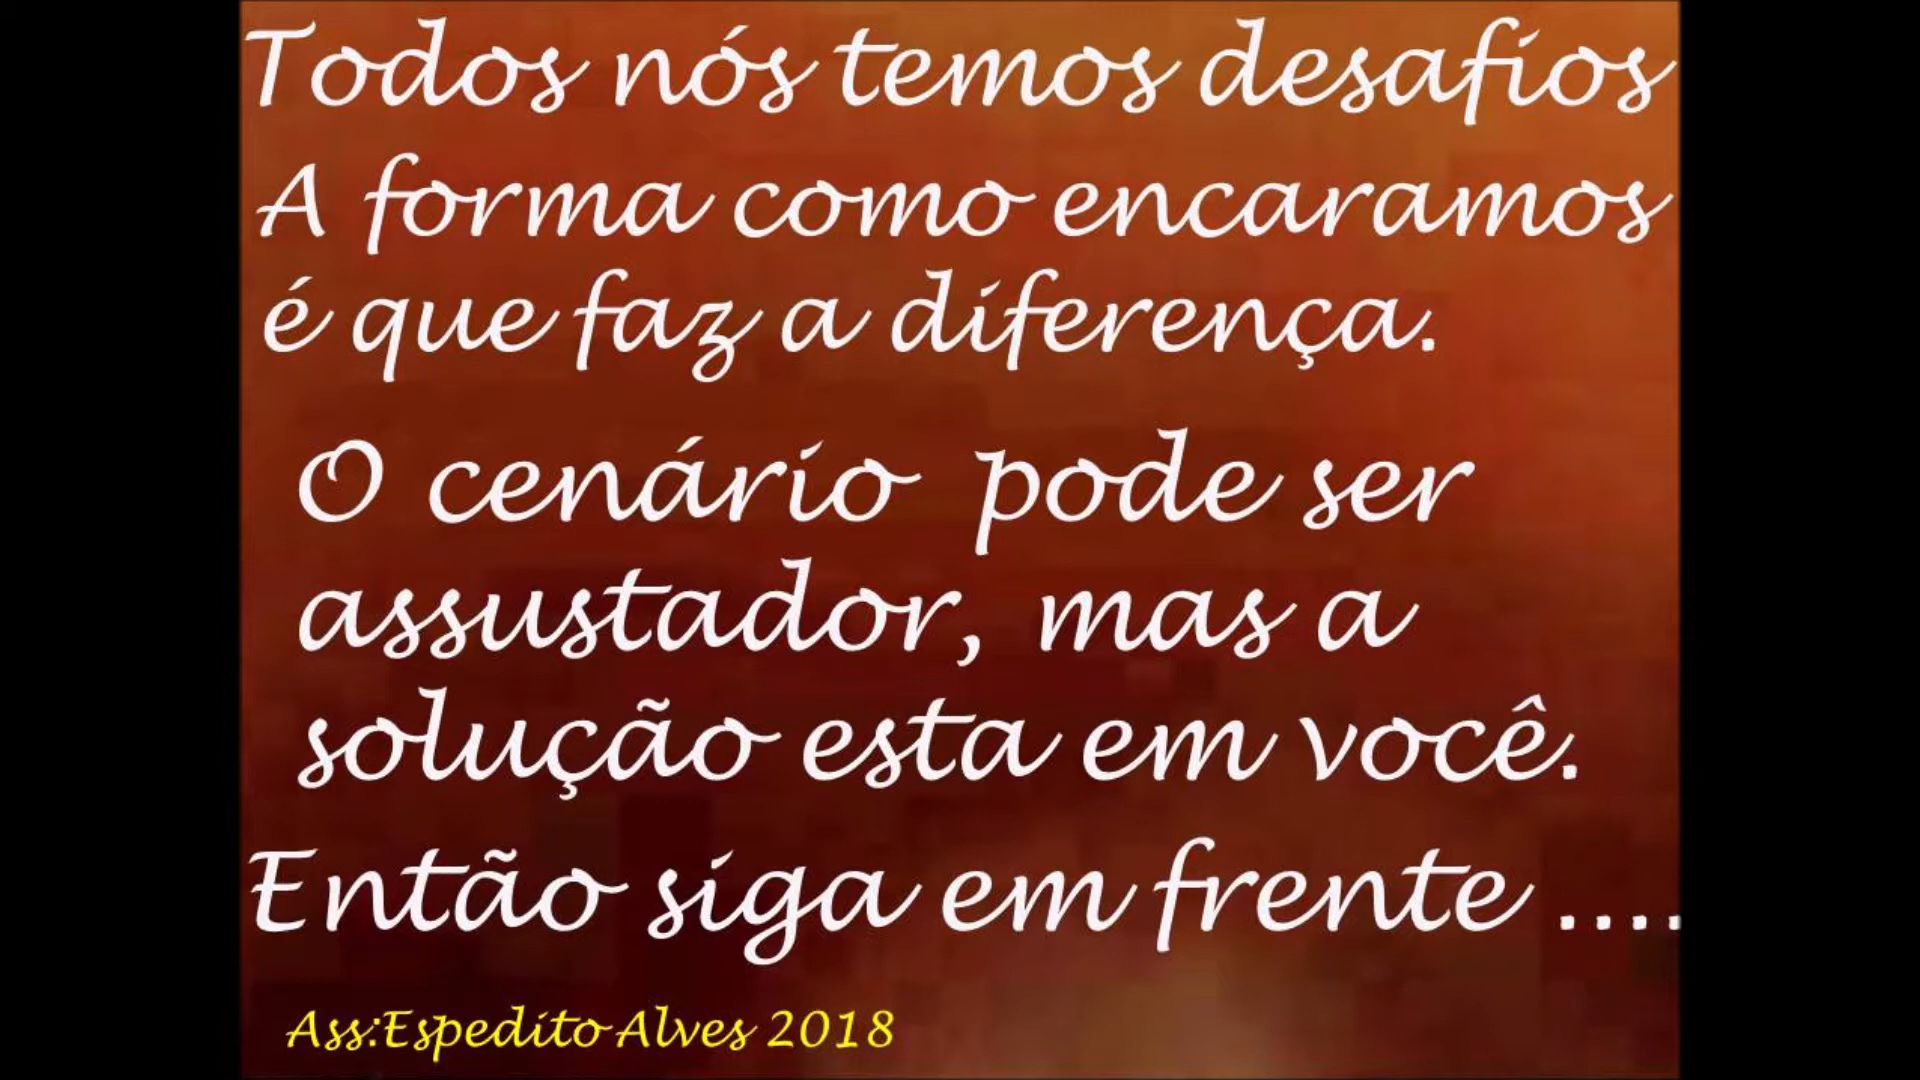 Todos nós temos desafios
A forma como encaramos
é que faz a diferença.
O cenário pode ser
assustador, mas a
solução esta em você.
Então siga em frente ....
Ass:Espedito Alves 2018